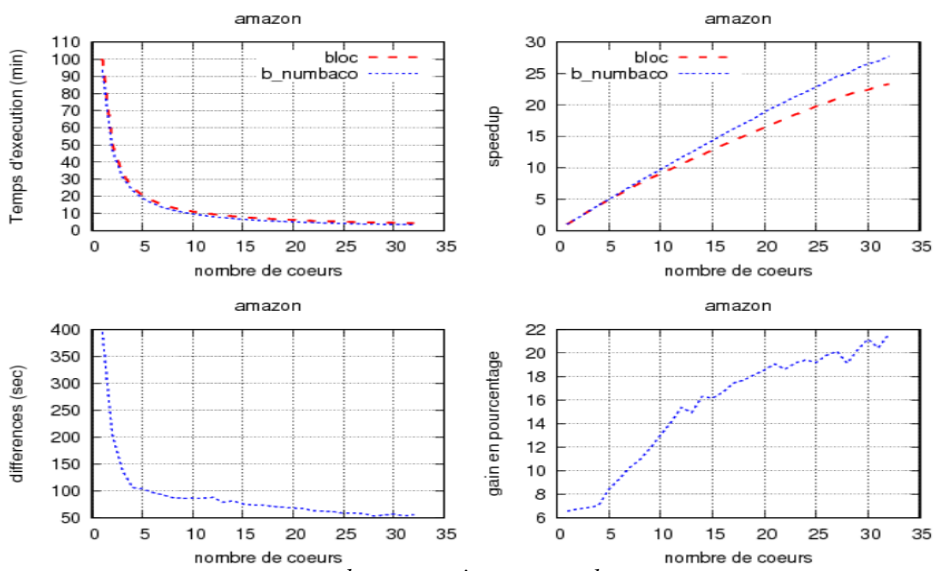 amazon
Temps d'execution (min)
110
100
90
80
70
60
50
40
30
20
10
0
bloc
b_numbaco
0 5 10 15 20 25 30 35
nombre de coeurs
amazon
speedup
30
25
20
15
10
5
0
bloc
b_numbaco
0 5 10 15 20 25 30 35
nombre de coeurs
amazon
differences (sec)
400
350
300
250
200
150
100
50
0 5 10 15 20 25 30 35
nombre de coeurs
amazon
gain en pourcentage
22
20
18
16
14
12
10
8
6
0 5 10 15 20 25 30 35
nombre de coeurs